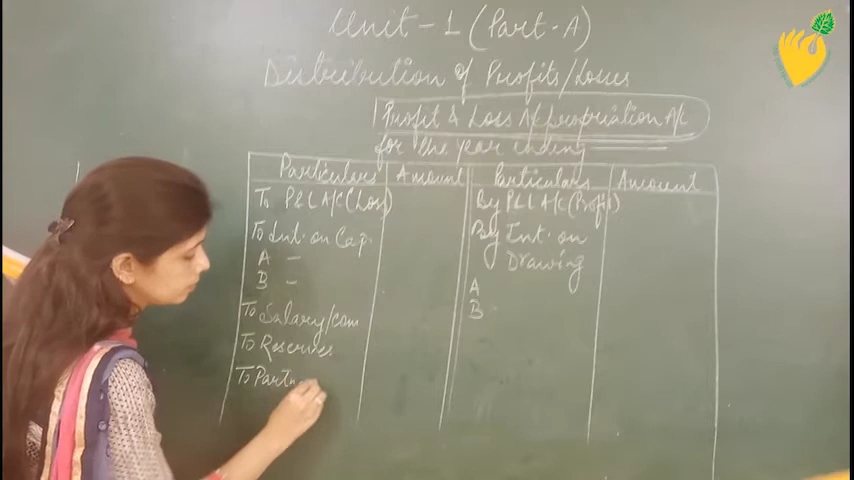 Unit-1 (Part-A)
Distribution of Profits/Losses
Profit & Loss Appropriation A/c
for the year ending
Particulars Amount Particulars Amount
To P&L A/c (Loss) By P&L A/c (Profit)
To Int. on Cap. By Int. on
A - Drawing
B - A
To Salary/com B
To Reserves
To Partn